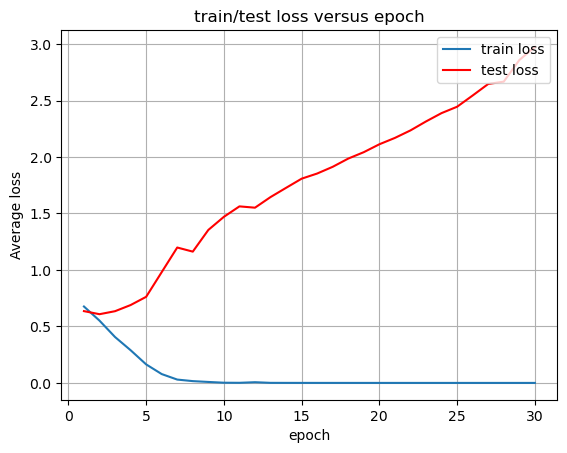 train/test loss versus epoch
train loss
test loss
Average loss
3.0
2.5
2.0
1.5
1.0
0.5
0.0
0
5
10
15
20
25
30
epoch